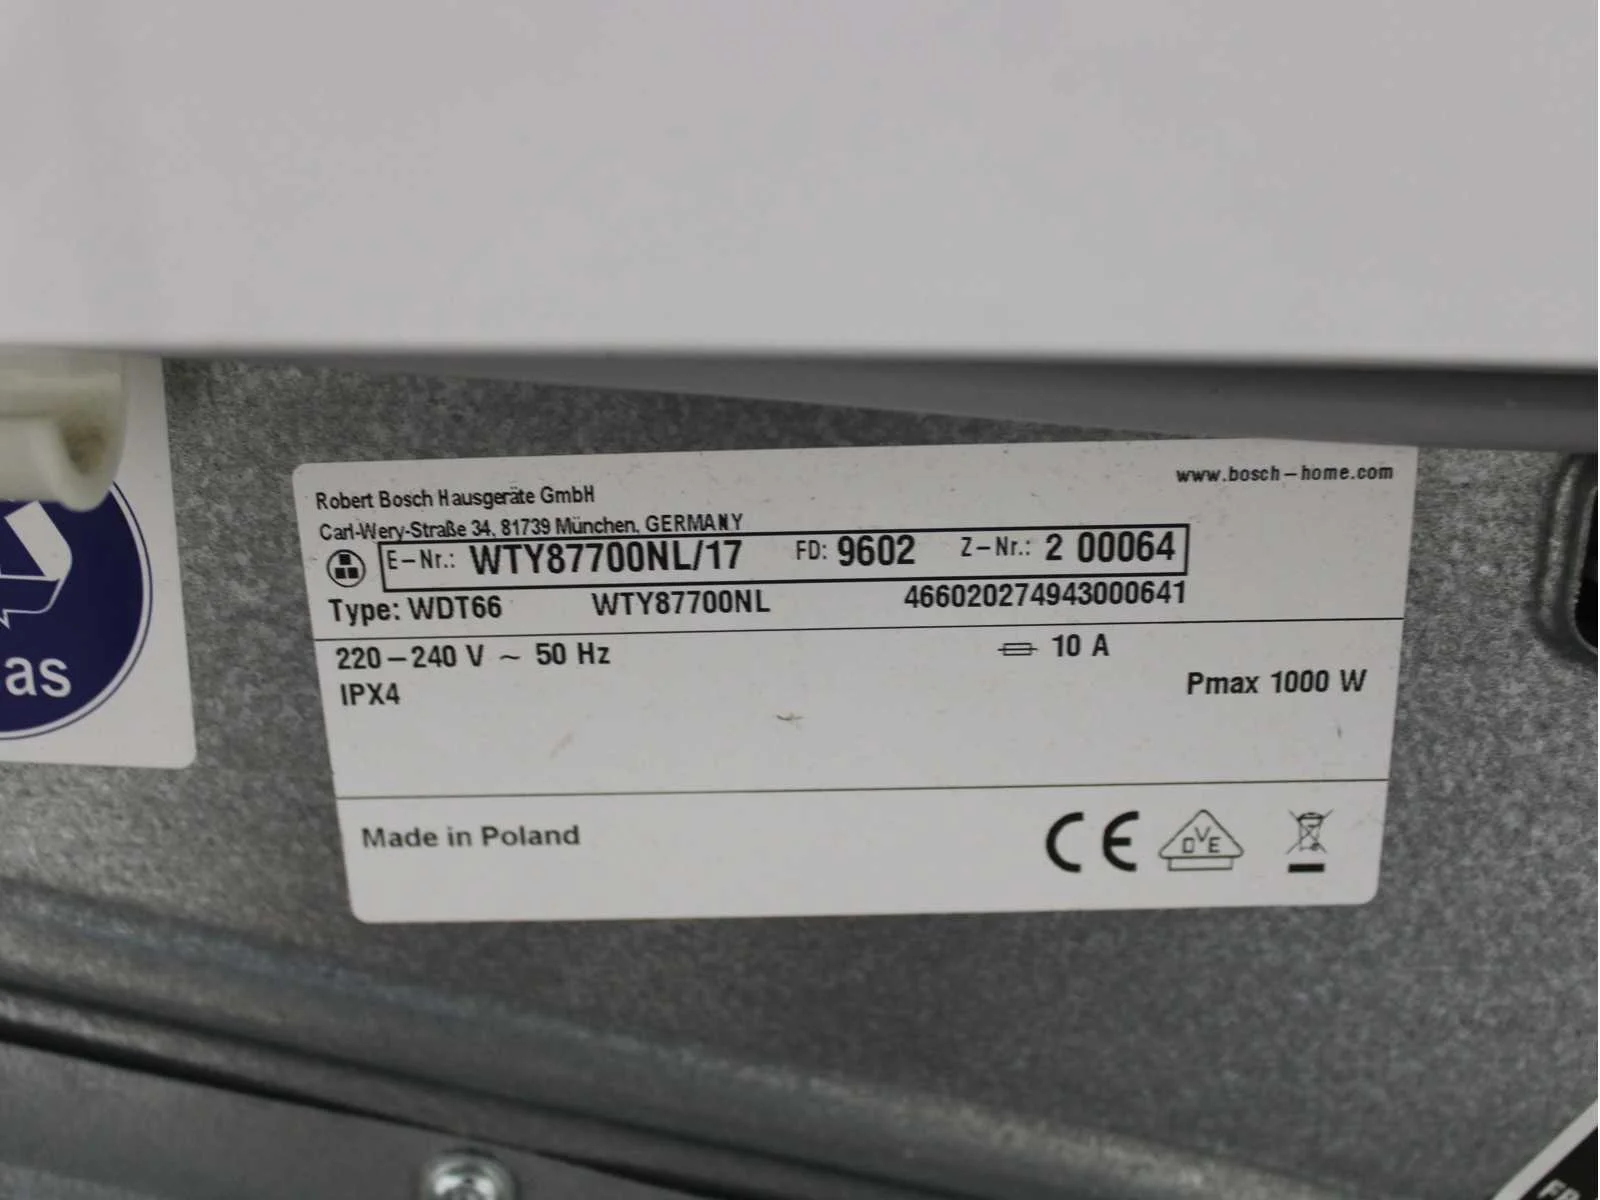 www.bosch-home.com
Robert Bosch Hausgeräte GmbH
Carl-Wery-Straße 34, 81739 München, GERMANY
E-Nr.: WTY87700NL/17 FD: 9602 Z-Nr.: 2 00064
Type: WDT66 WTY87700NL 466020274943000641
220-240 V ~ 50 Hz 10 A
IPX4 Pmax 1000 W
Made in Poland CE DVE
as